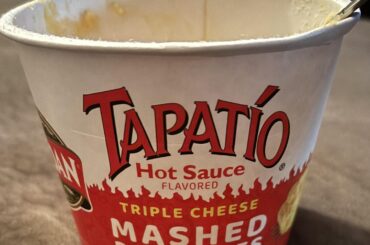 TAPATÍO
®
Hot Sauce
FLAVORED
TRIPLE CHEESE
MASHED